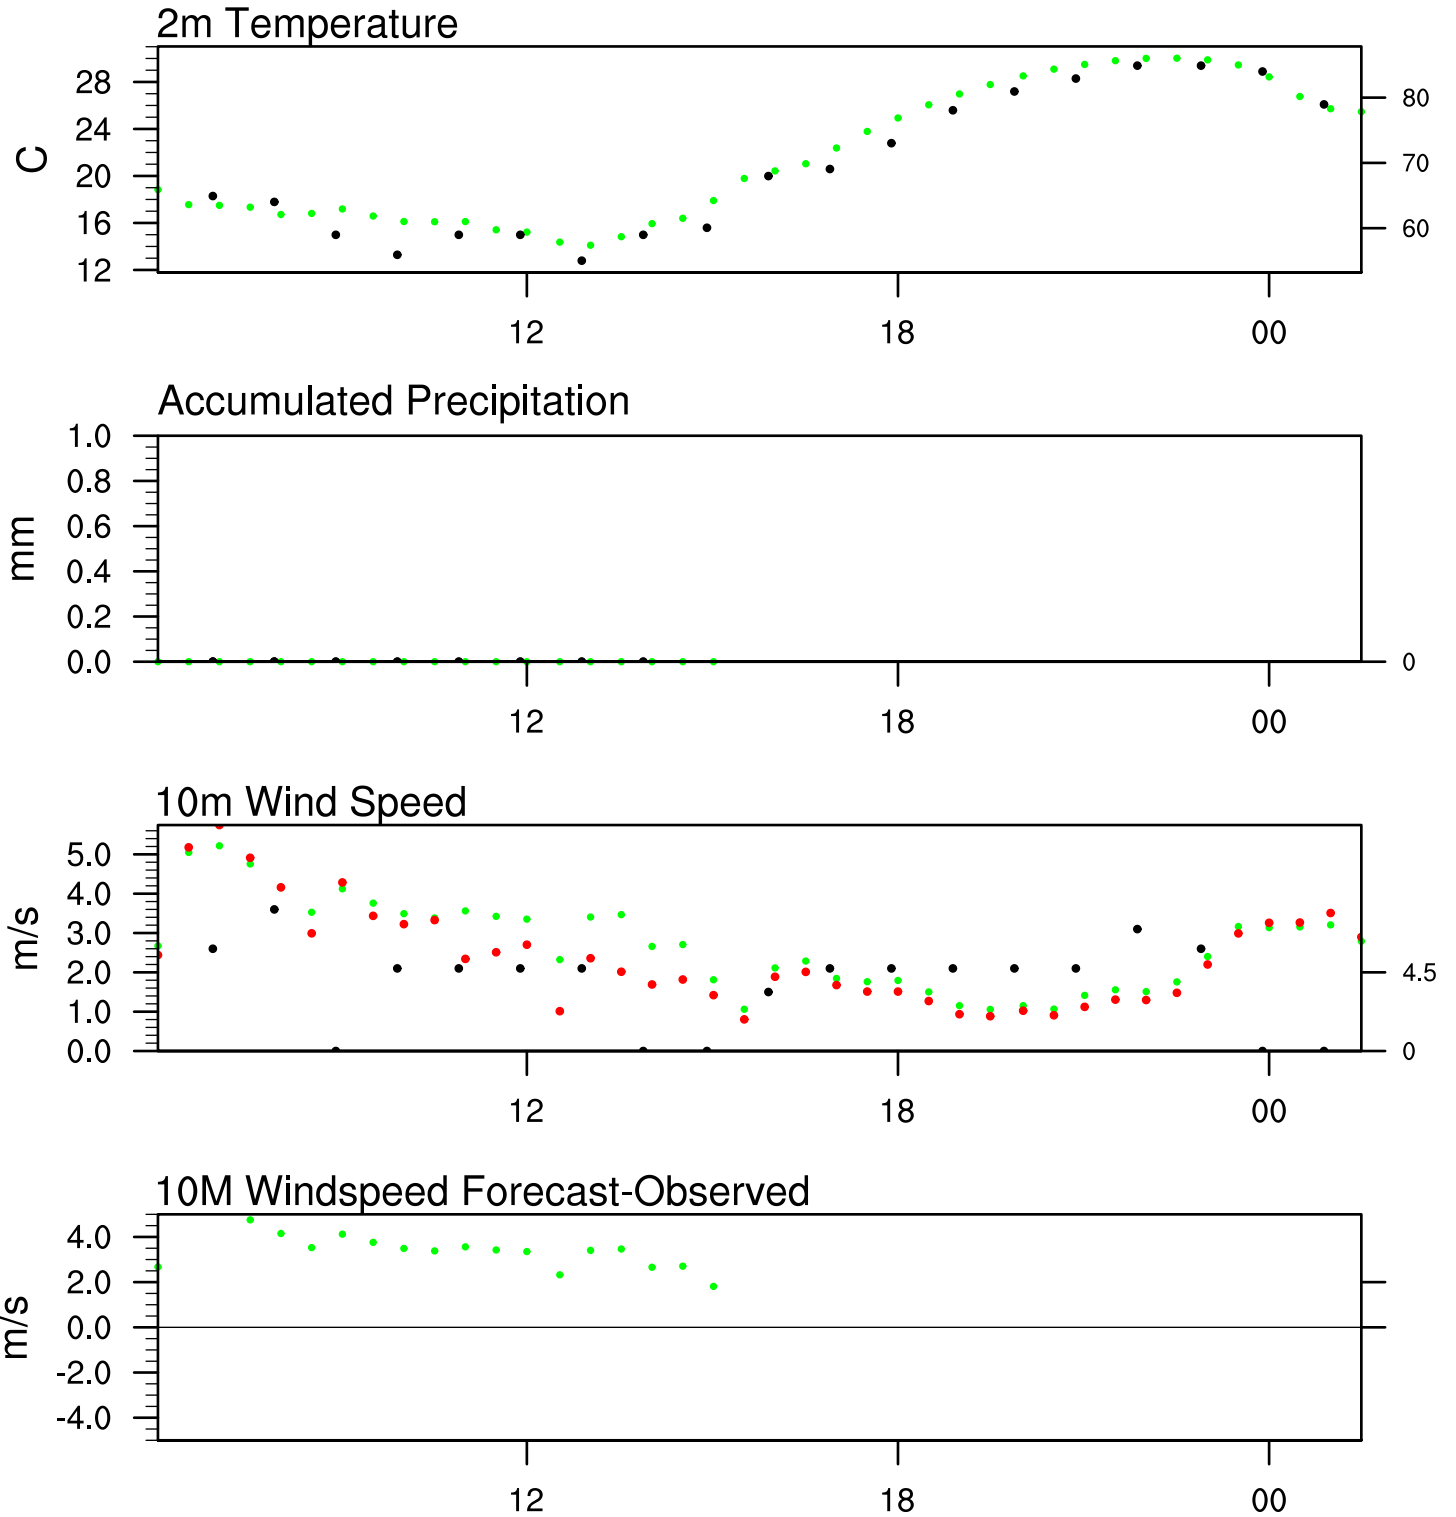 2m Temperature
C
28
24
20
16
12
80
70
60
12 18 00
Accumulated Precipitation
mm
1.0
0.8
0.6
0.4
0.2
0.0
0
12 18 00
10m Wind Speed
m/s
5.0
4.0
3.0
2.0
1.0
0.0
4.5
0
12 18 00
10M Windspeed Forecast-Observed
m/s
4.0
2.0
0.0
-2.0
-4.0
12 18 00